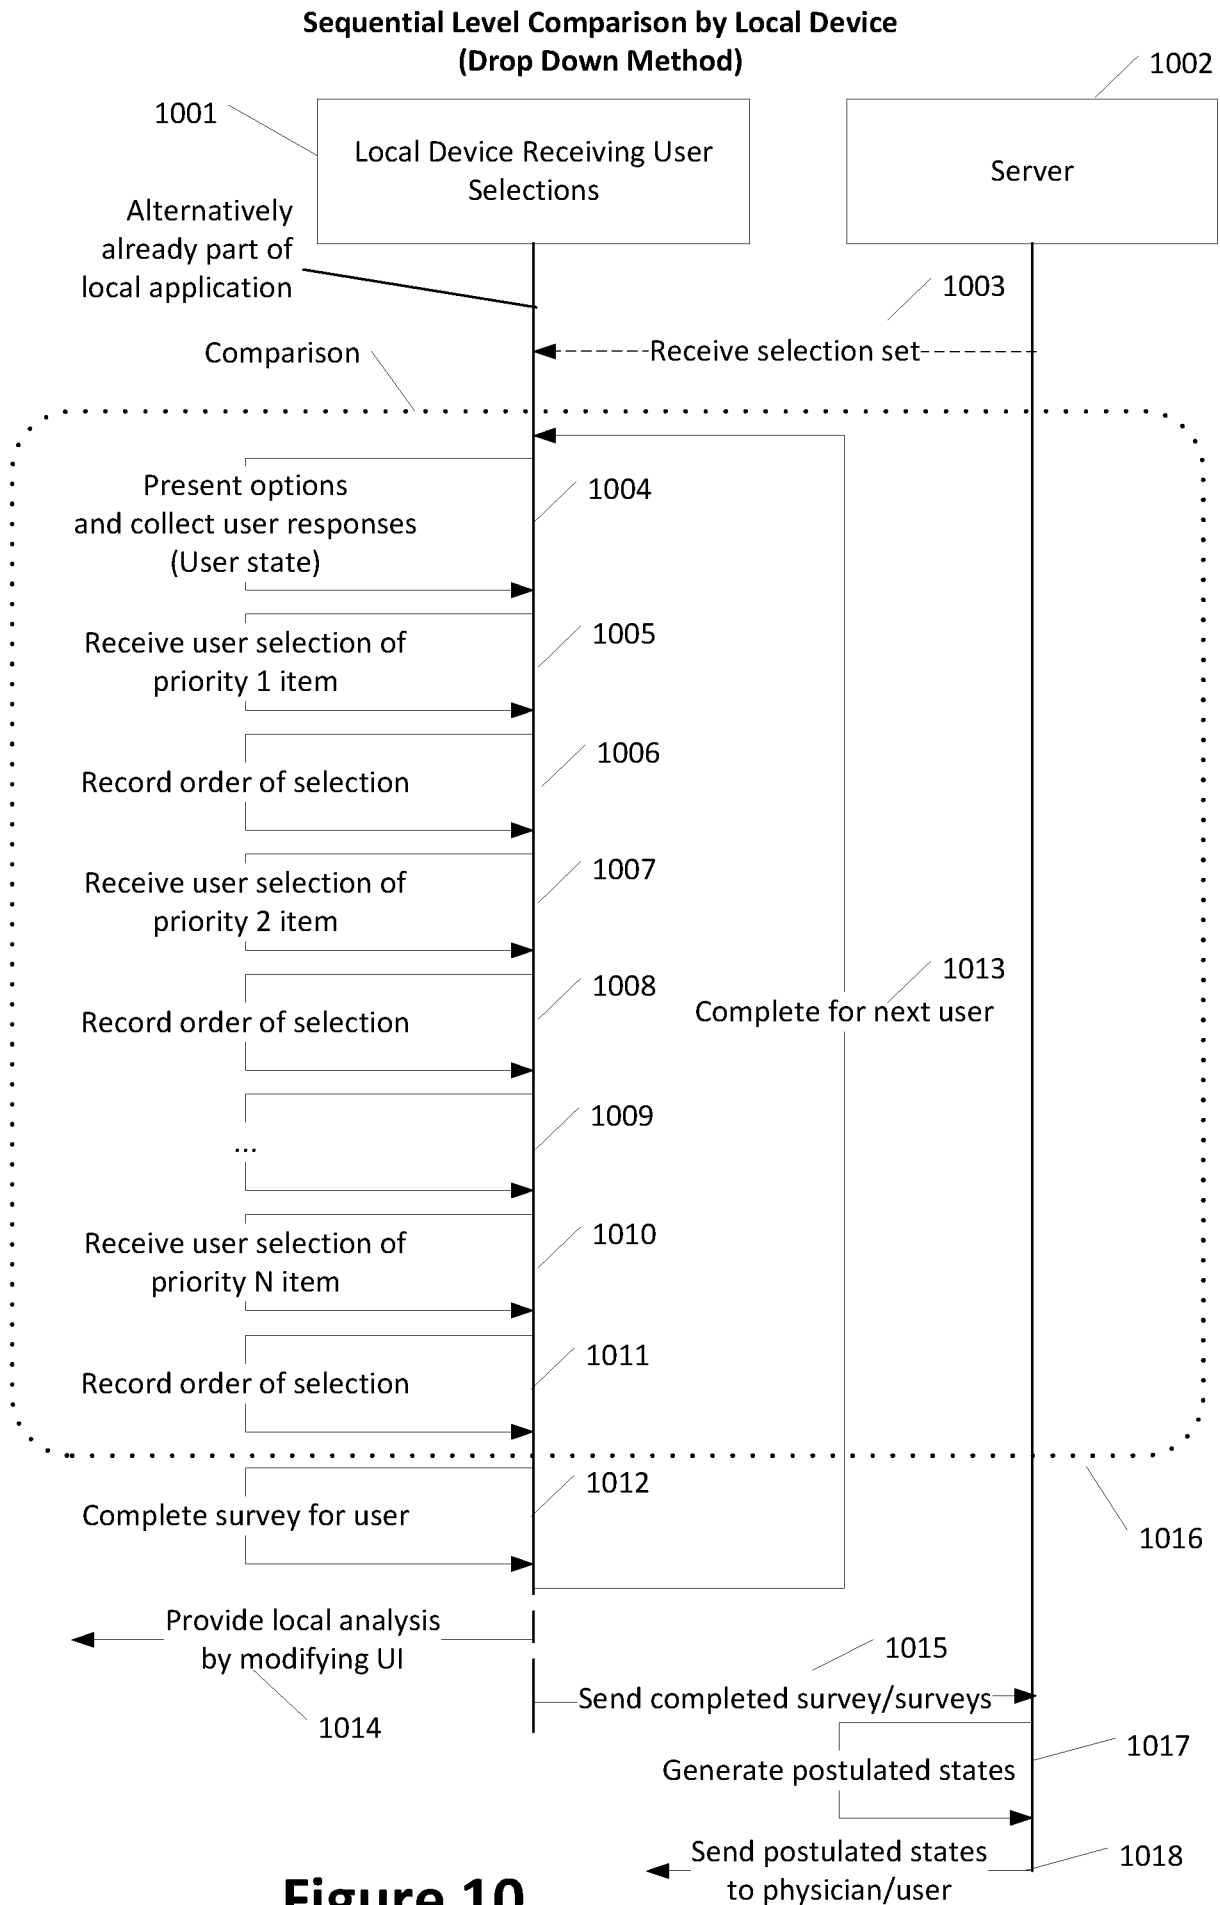 Sequential Level Comparison by Local Device
(Drop Down Method)
1002
1001
Local Device Receiving User
Selections
Server
Alternatively
already part of
local application
1003
Receive selection set
Comparison
Present options
and collect user responses
(User state)
1004
Receive user selection of
priority 1 item
1005
Record order of selection
1006
Receive user selection of
priority 2 item
1007
Record order of selection
1008
1013
Complete for next user
...
1009
Receive user selection of
priority N item
1010
Record order of selection
1011
Complete survey for user
1012
1016
Provide local analysis
by modifying UI
1014
1015
Send completed survey/surveys
Generate postulated states
1017
Send postulated states
to physician/user
1018
Figure 10